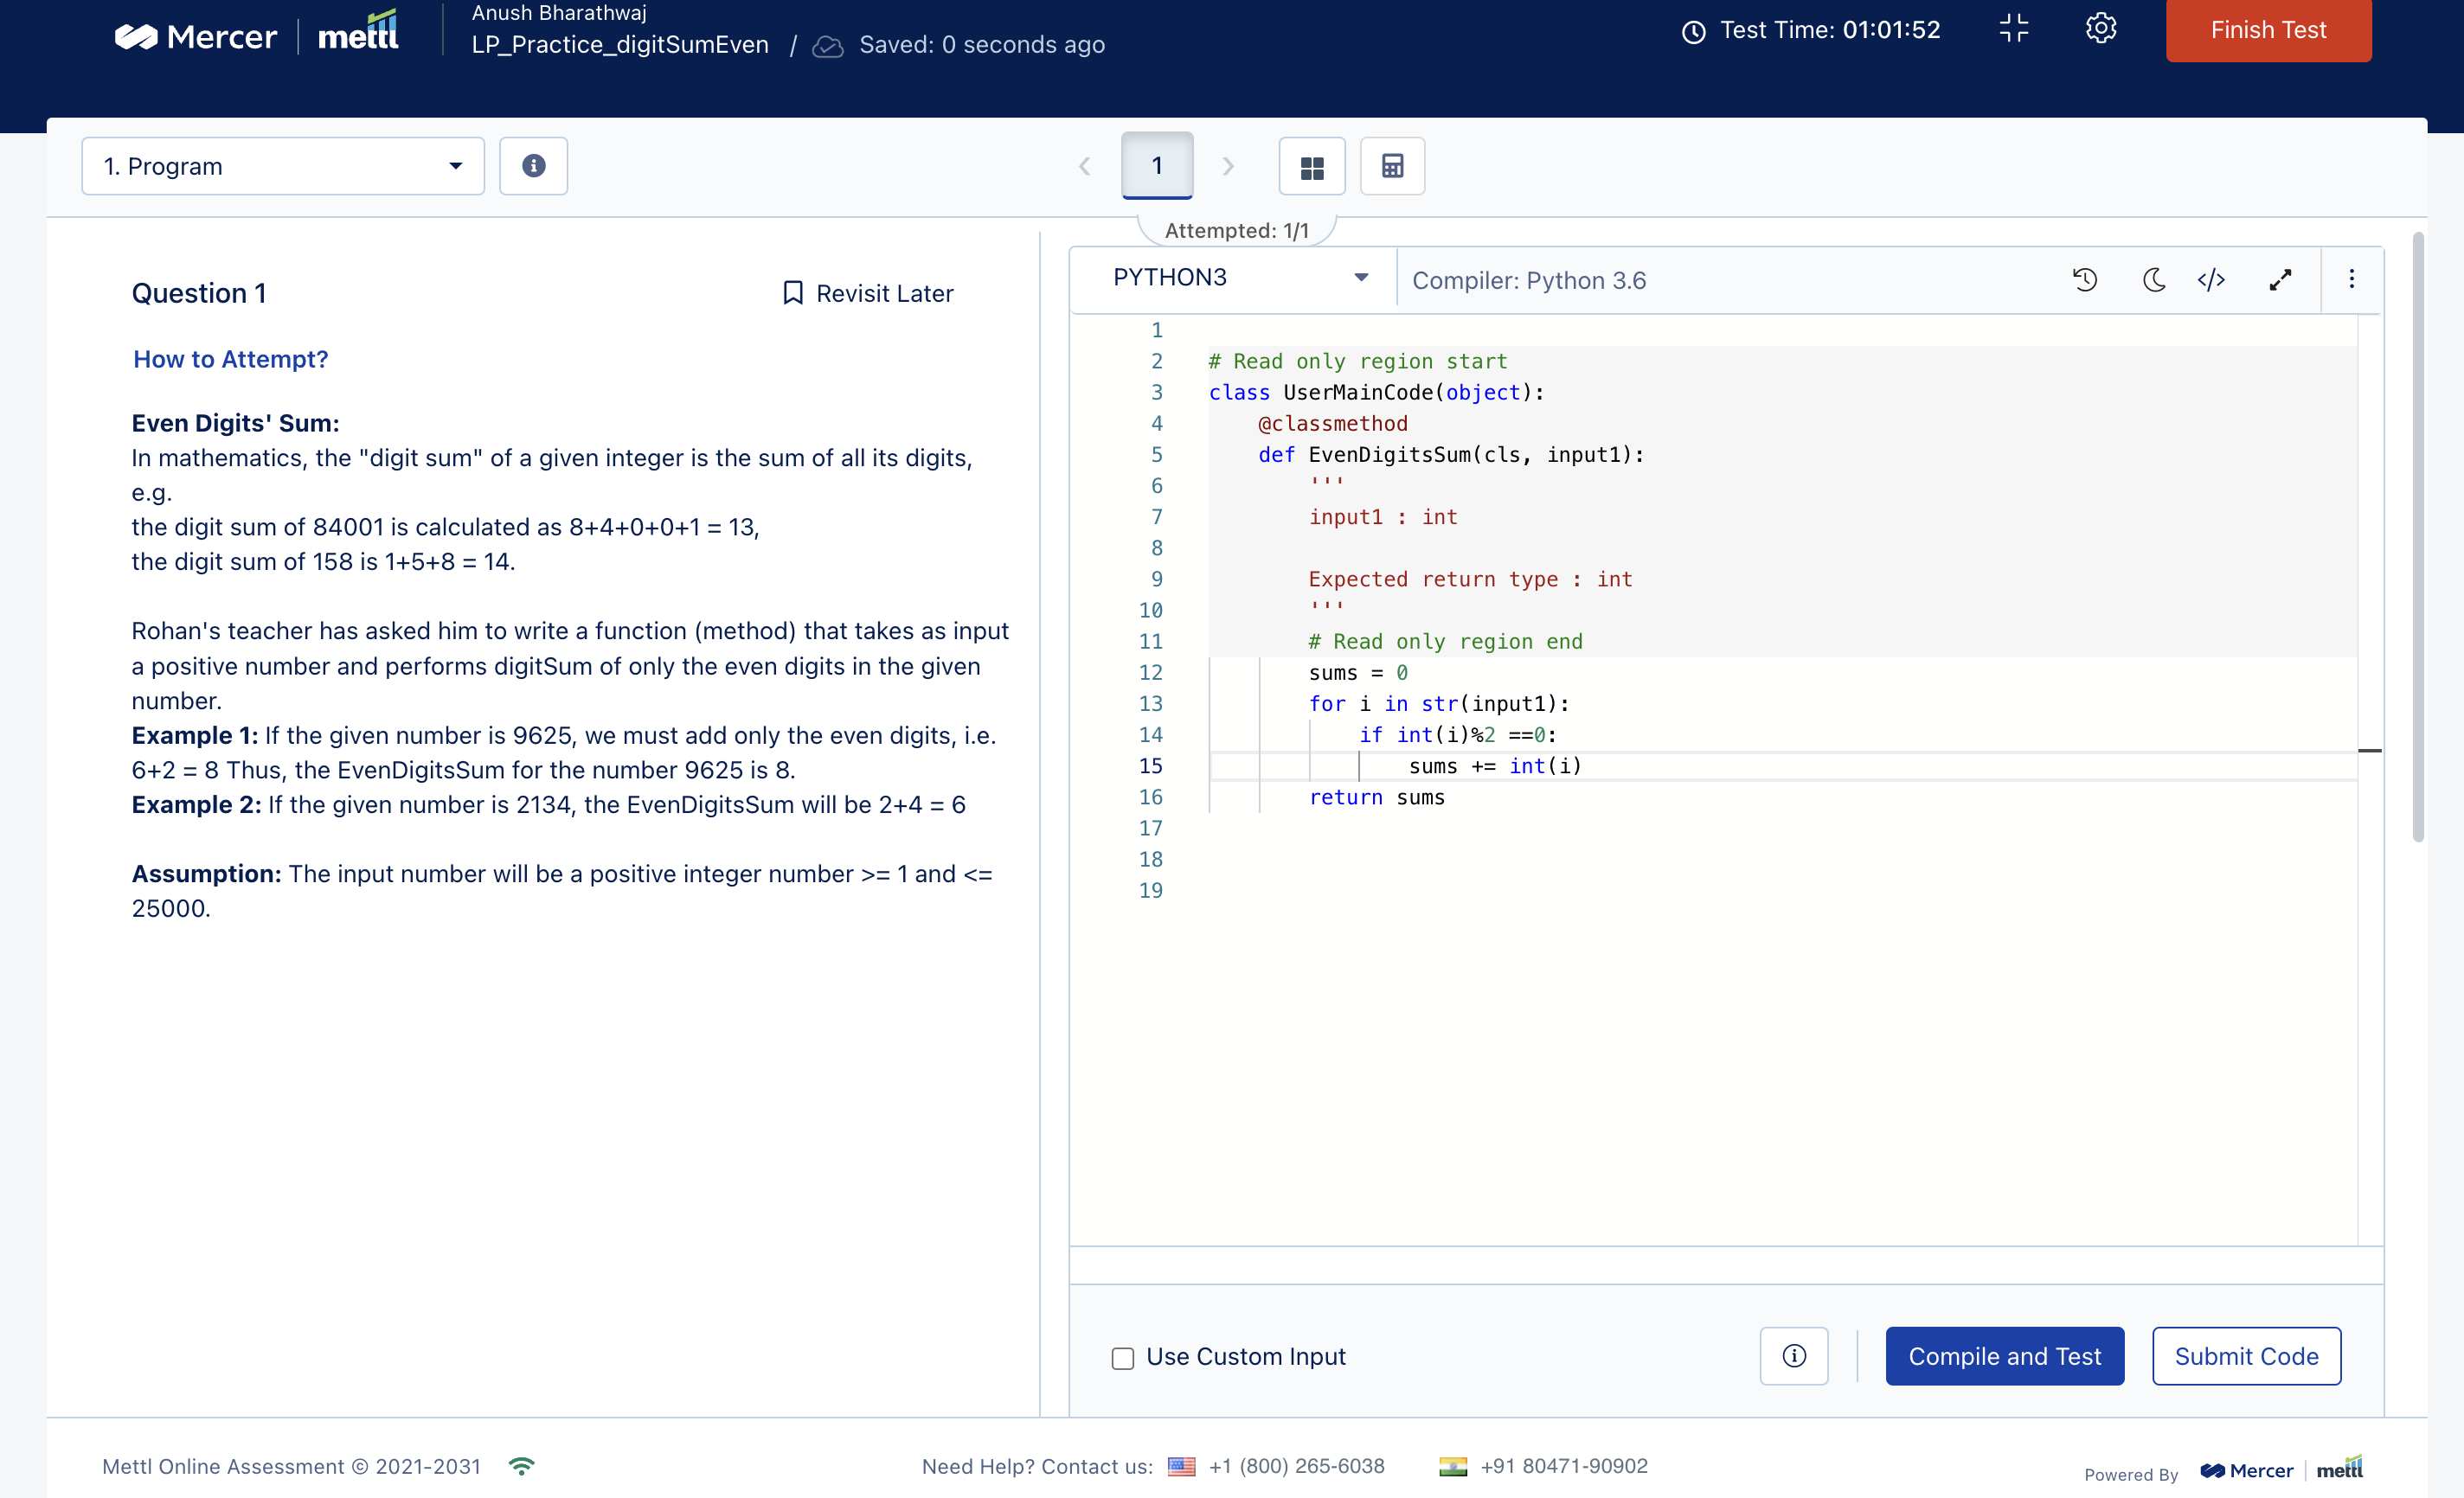 Mercer | mettl
Anush Bharathwaj
LP_Practice_digitSumEven / Saved: 0 seconds ago
Test Time: 01:01:52
Finish Test
1. Program
1
Attempted: 1/1
Question 1
Revisit Later
How to Attempt?
Even Digits' Sum:
In mathematics, the "digit sum" of a given integer is the sum of all its digits,
e.g.
the digit sum of 84001 is calculated as 8+4+0+0+1 = 13,
the digit sum of 158 is 1+5+8 = 14.
Rohan's teacher has asked him to write a function (method) that takes as input
a positive number and performs digitSum of only the even digits in the given
number.
Example 1: If the given number is 9625, we must add only the even digits, i.e.
6+2 = 8 Thus, the EvenDigitsSum for the number 9625 is 8.
Example 2: If the given number is 2134, the EvenDigitsSum will be 2+4 = 6
Assumption: The input number will be a positive integer number >= 1 and <=
25000.
PYTHON3
Compiler: Python 3.6
1
2 # Read only region start
3 class UserMainCode(object):
4     @classmethod
5     def EvenDigitsSum(cls, input1):
6         '''
7         input1 : int
8
9         Expected return type : int
10         '''
11         # Read only region end
12         sums = 0
13         for i in str(input1):
14             if int(i)%2 ==0:
15                 sums += int(i)
16         return sums
17
18
19
Use Custom Input
Compile and Test
Submit Code
Mettl Online Assessment © 2021-2031
Need Help? Contact us: +1 (800) 265-6038 +91 80471-90902
Powered By Mercer | mettl